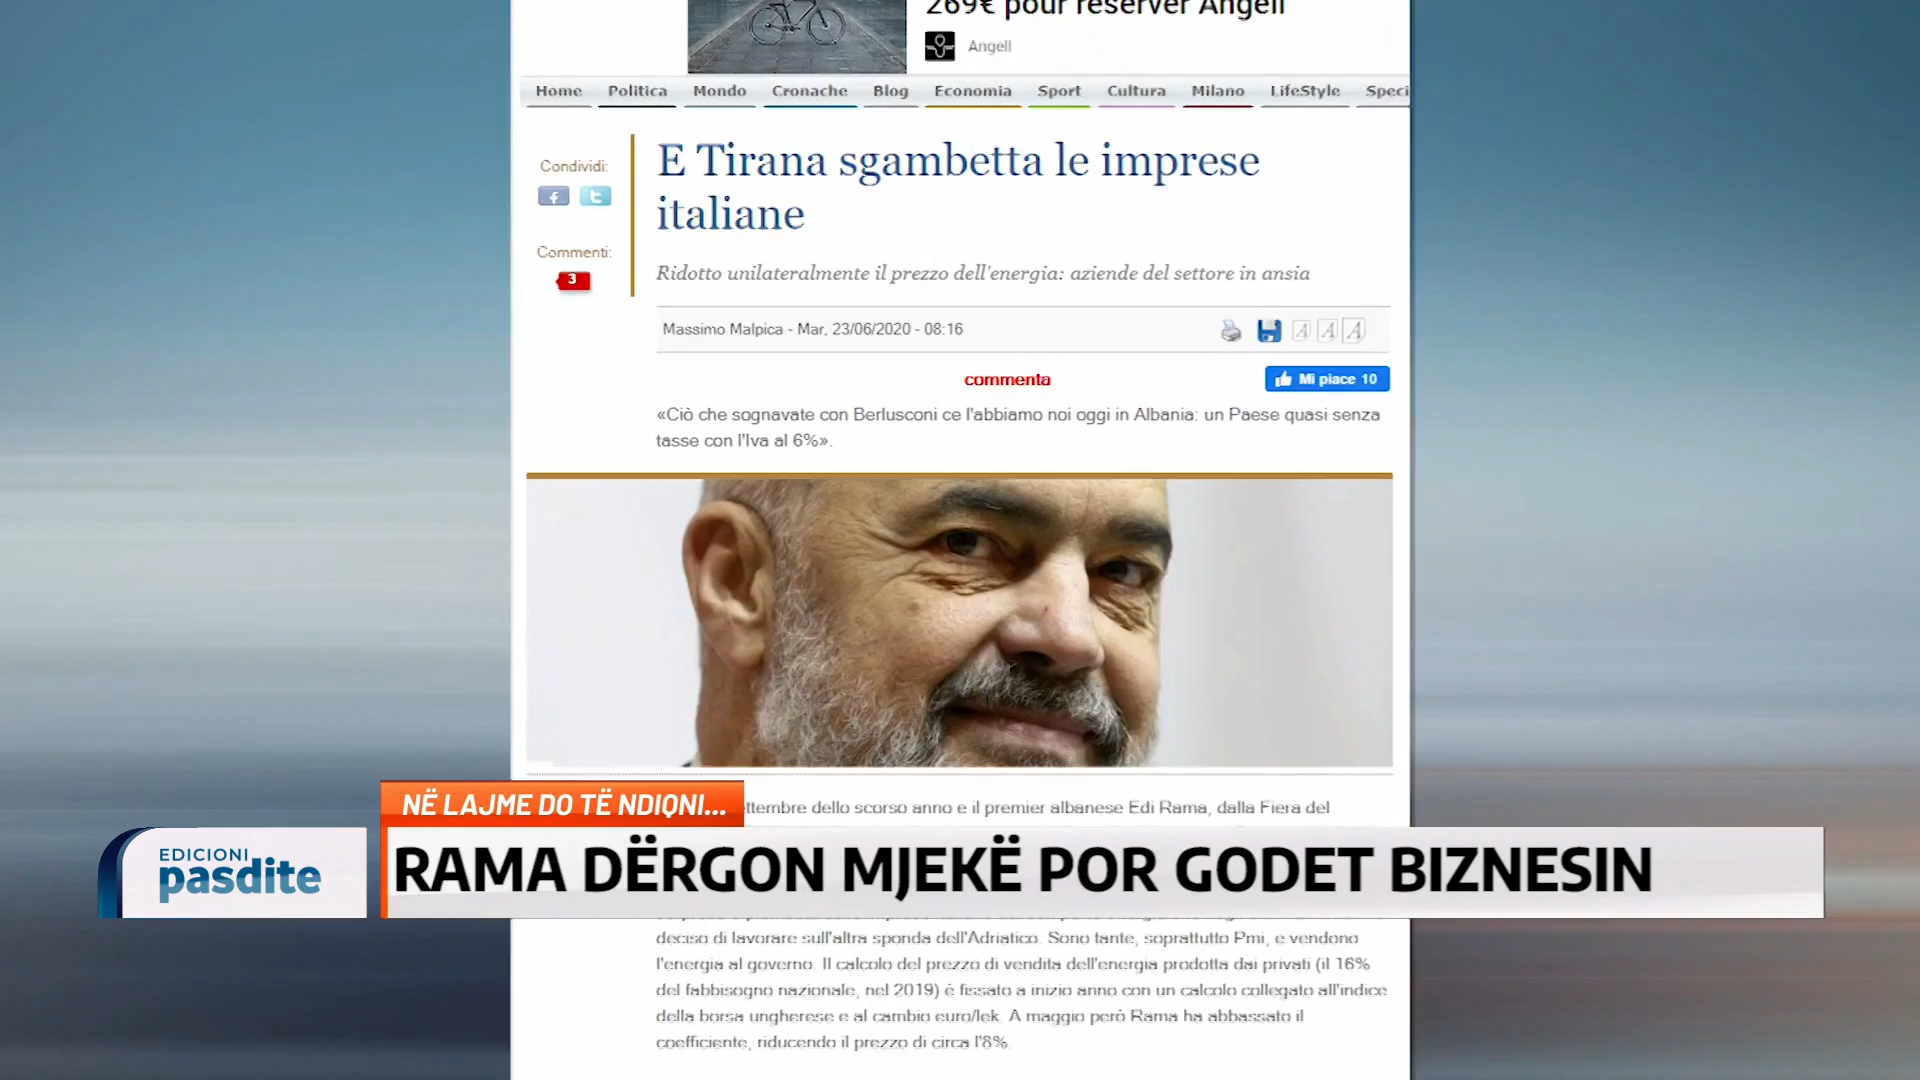 269€ pour réserver Angell
Angell
Home Politica Mondo Cronache Blog Economia Sport Cultura Milano LifeStyle Speci
Condividi:
E Tirana sgambetta le imprese
italiane
Commenti:
3
Ridotto unilateralmente il prezzo dell'energia: aziende del settore in ansia
Massimo Malpica - Mar, 23/06/2020 - 08:16
A A A
commenta
Mi piace 10
«Ciò che sognavate con Berlusconi ce l'abbiamo noi oggi in Albania: un Paese quasi senza
tasse con l'Iva al 6%».
ettembre dello scorso anno e il premier albanese Edi Rama, dalla Fiera del
NË LAJME DO TË NDIQNI...
EDICIONI
pasdite
RAMA DËRGON MJEKË POR GODET BIZNESIN
deciso di lavorare sull'altra sponda dell'Adriatico. Sono tante, soprattutto Pmi, e vendono
l'energia al governo. Il calcolo del prezzo di vendita dell'energia prodotta dai privati (il 16%
del fabbisogno nazionale, nel 2019) è fissato a inizio anno con un calcolo collegato all'indice
della borsa ungherese e al cambio euro/lek. A maggio però Rama ha abbassato il
coefficiente, riducendo il prezzo di circa l'8%.